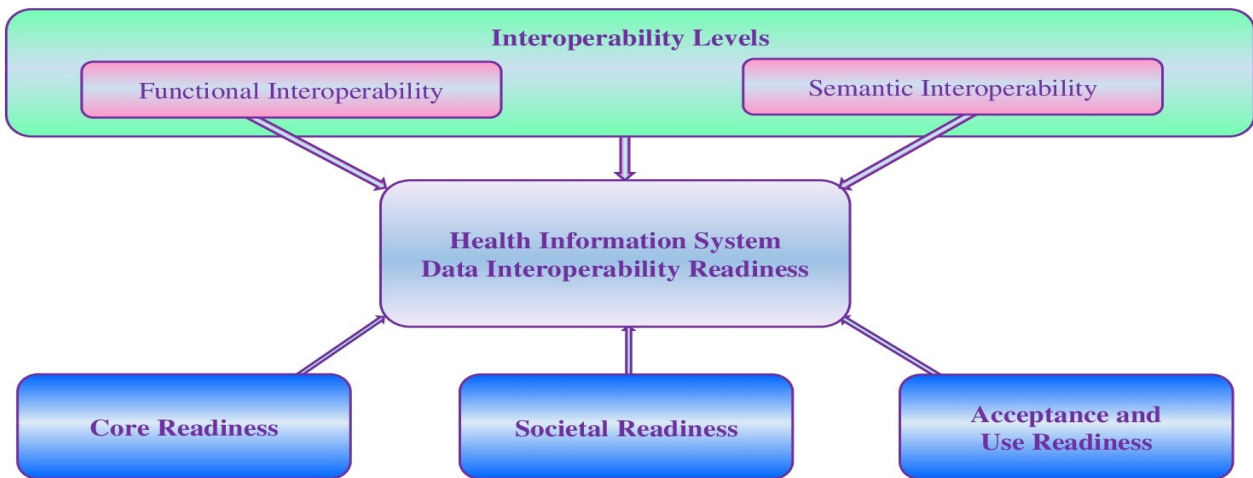 Interoperability Levels
Functional Interoperability
Semantic Interoperability
Health Information System
Data Interoperability Readiness
Core Readiness
Societal Readiness
Acceptance and
Use Readiness